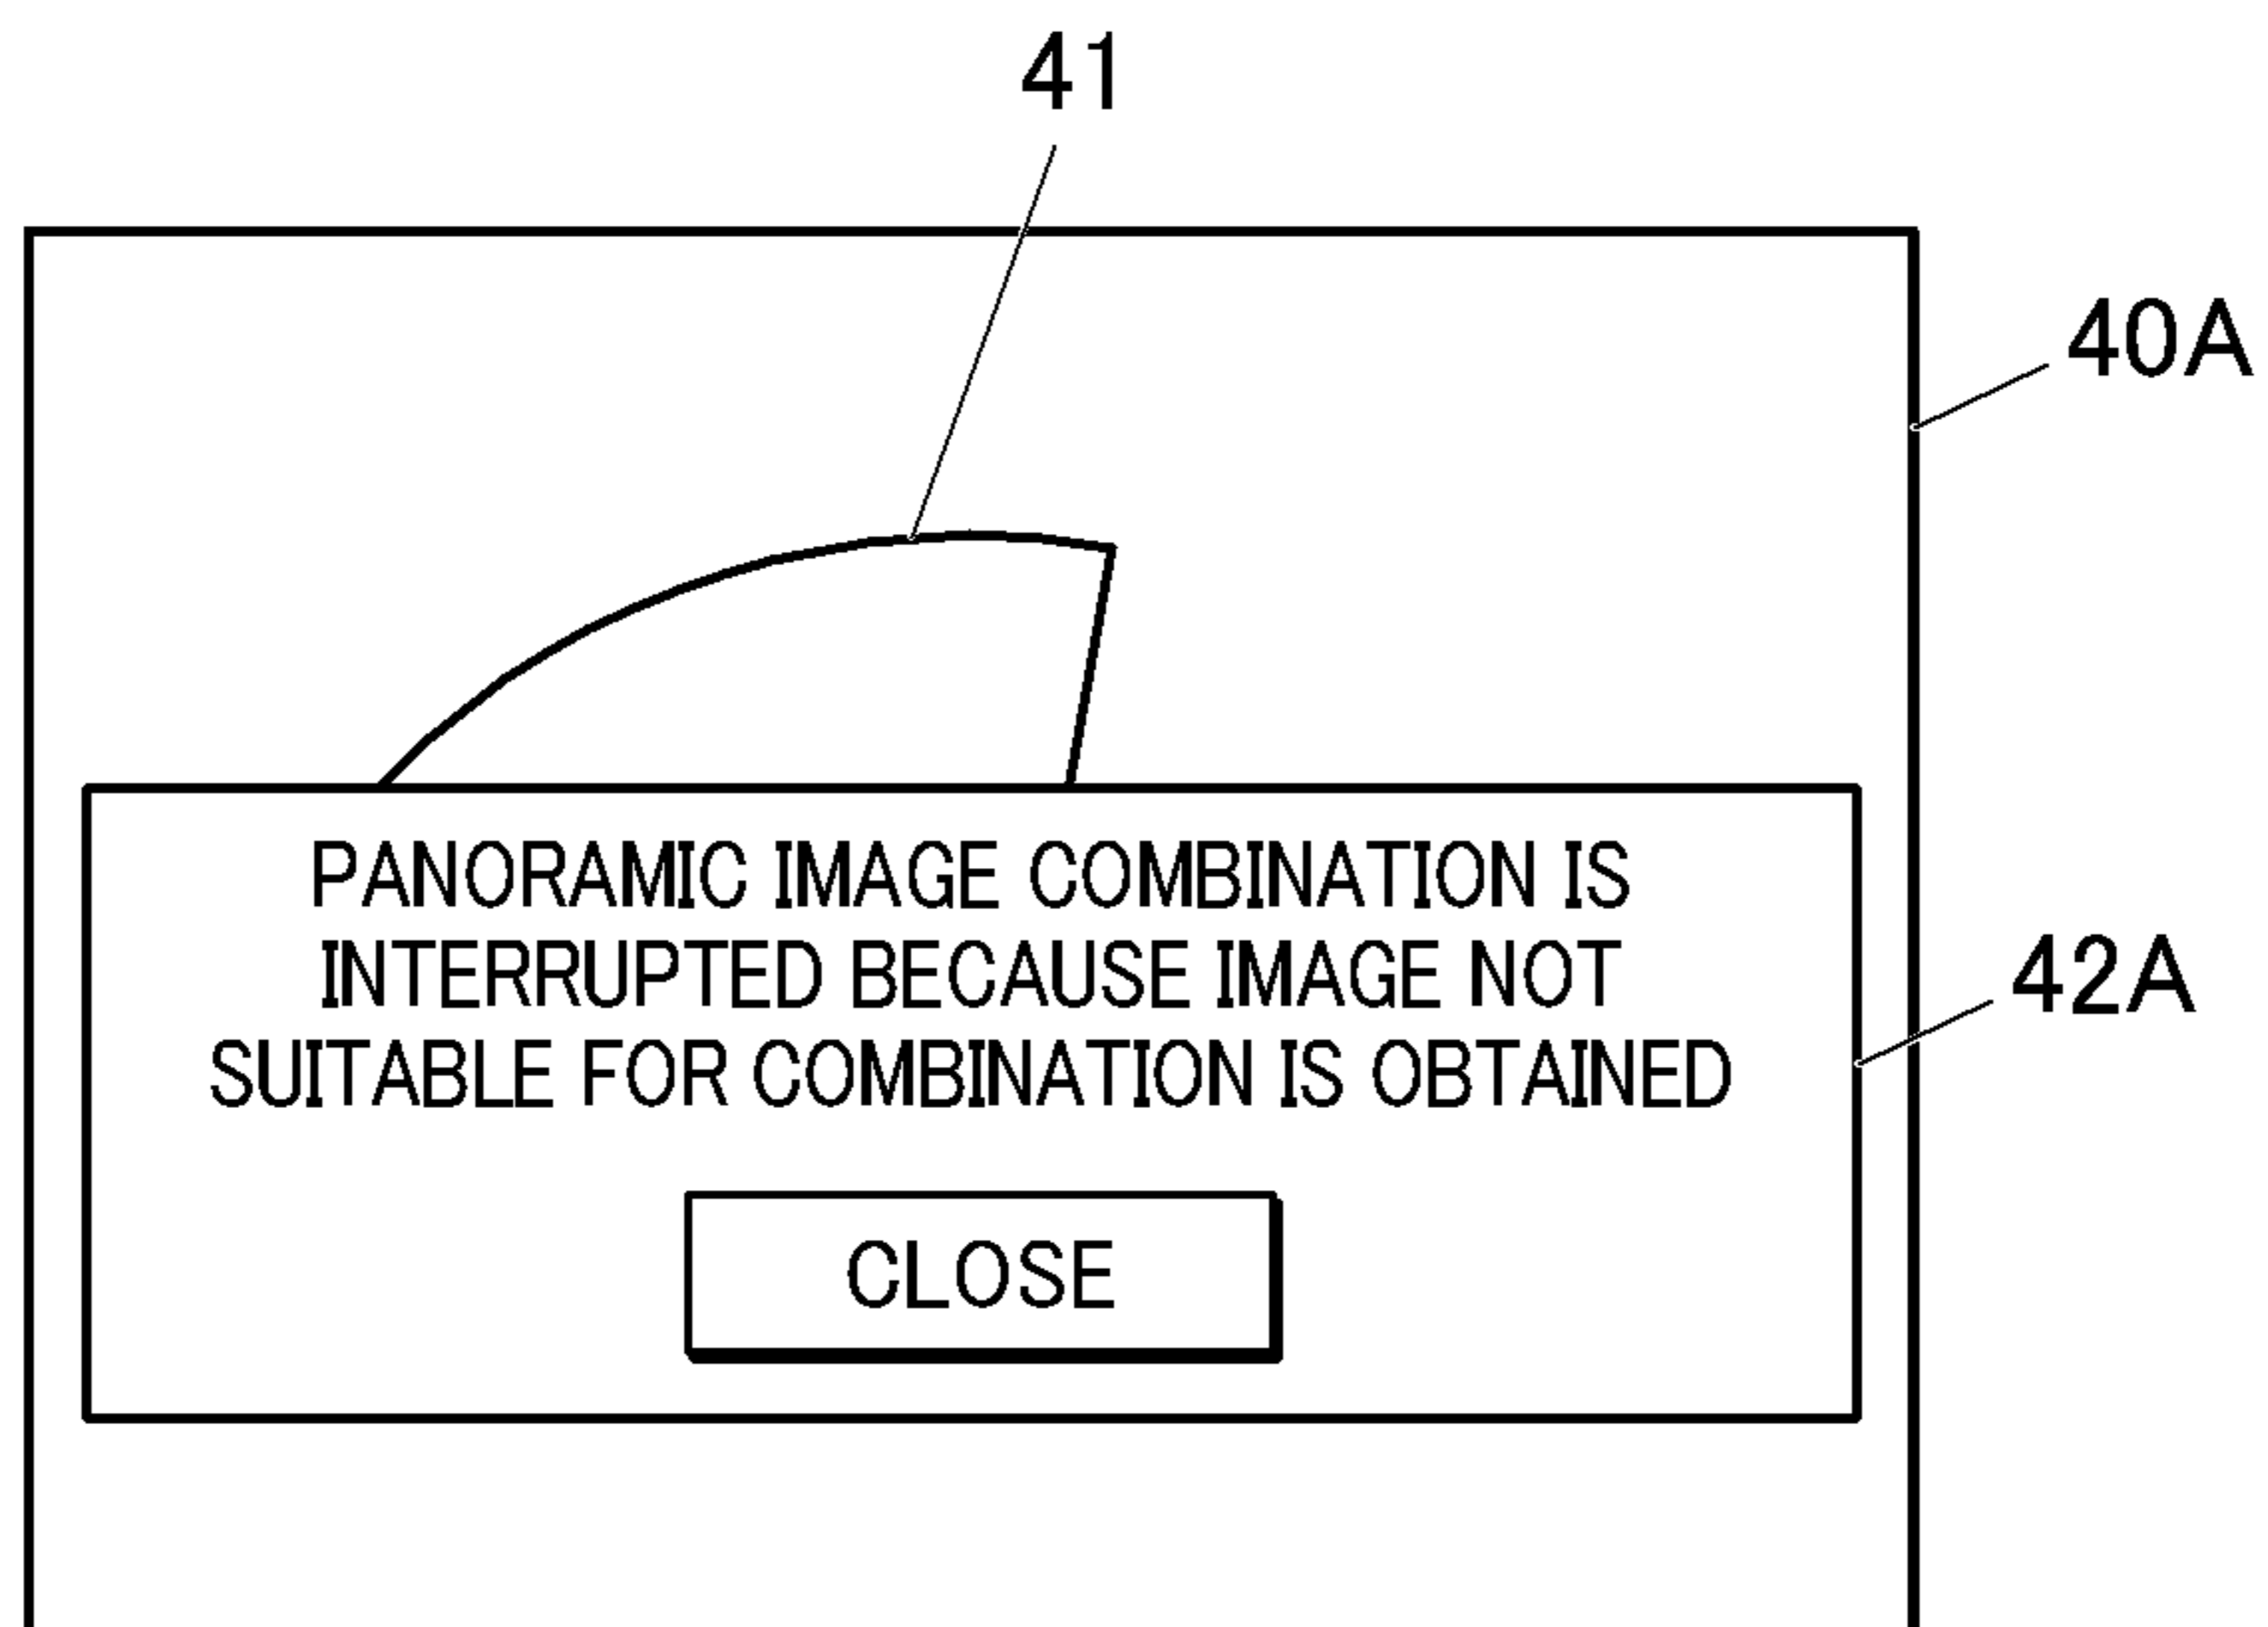 41
40A
PANORAMIC IMAGE COMBINATION IS
INTERRUPTED BECAUSE IMAGE NOT
SUITABLE FOR COMBINATION IS OBTAINED
42A
CLOSE